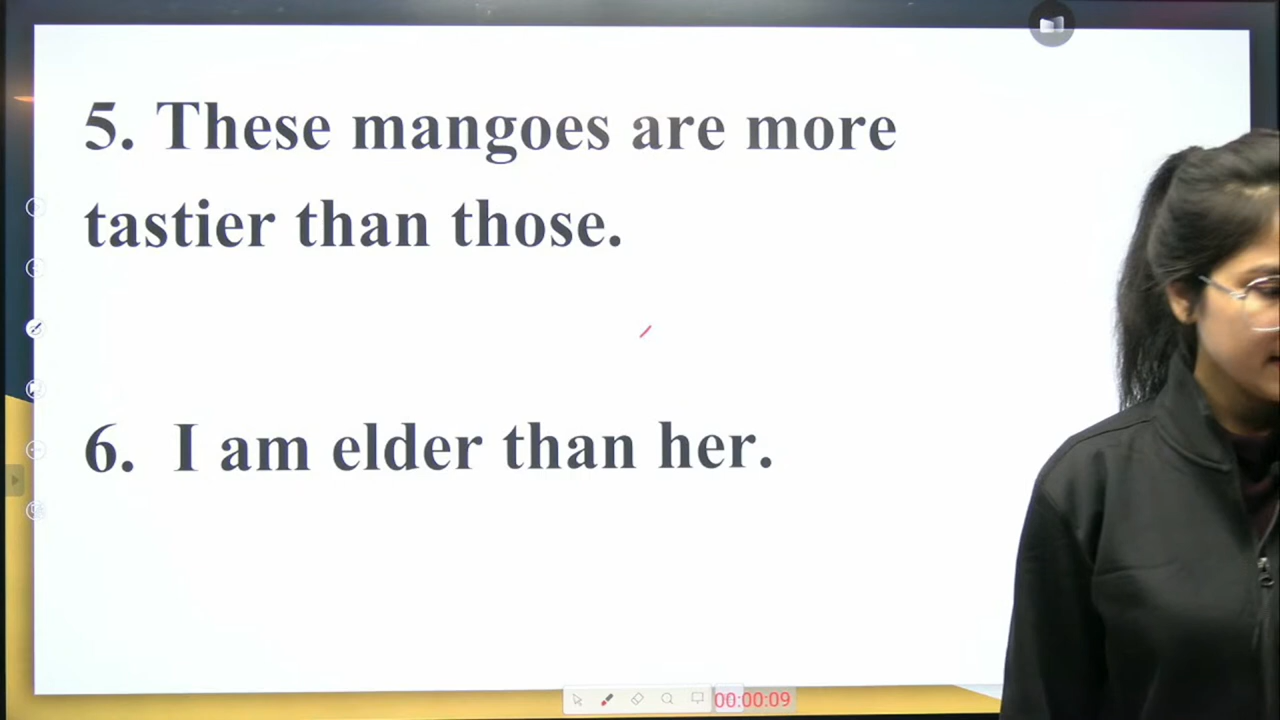 5. These mangoes are more
tastier than those.
6. I am elder than her.
00:00:09